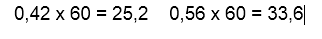 0,42 x 60 = 25,2    0,56 x 60 = 33,6